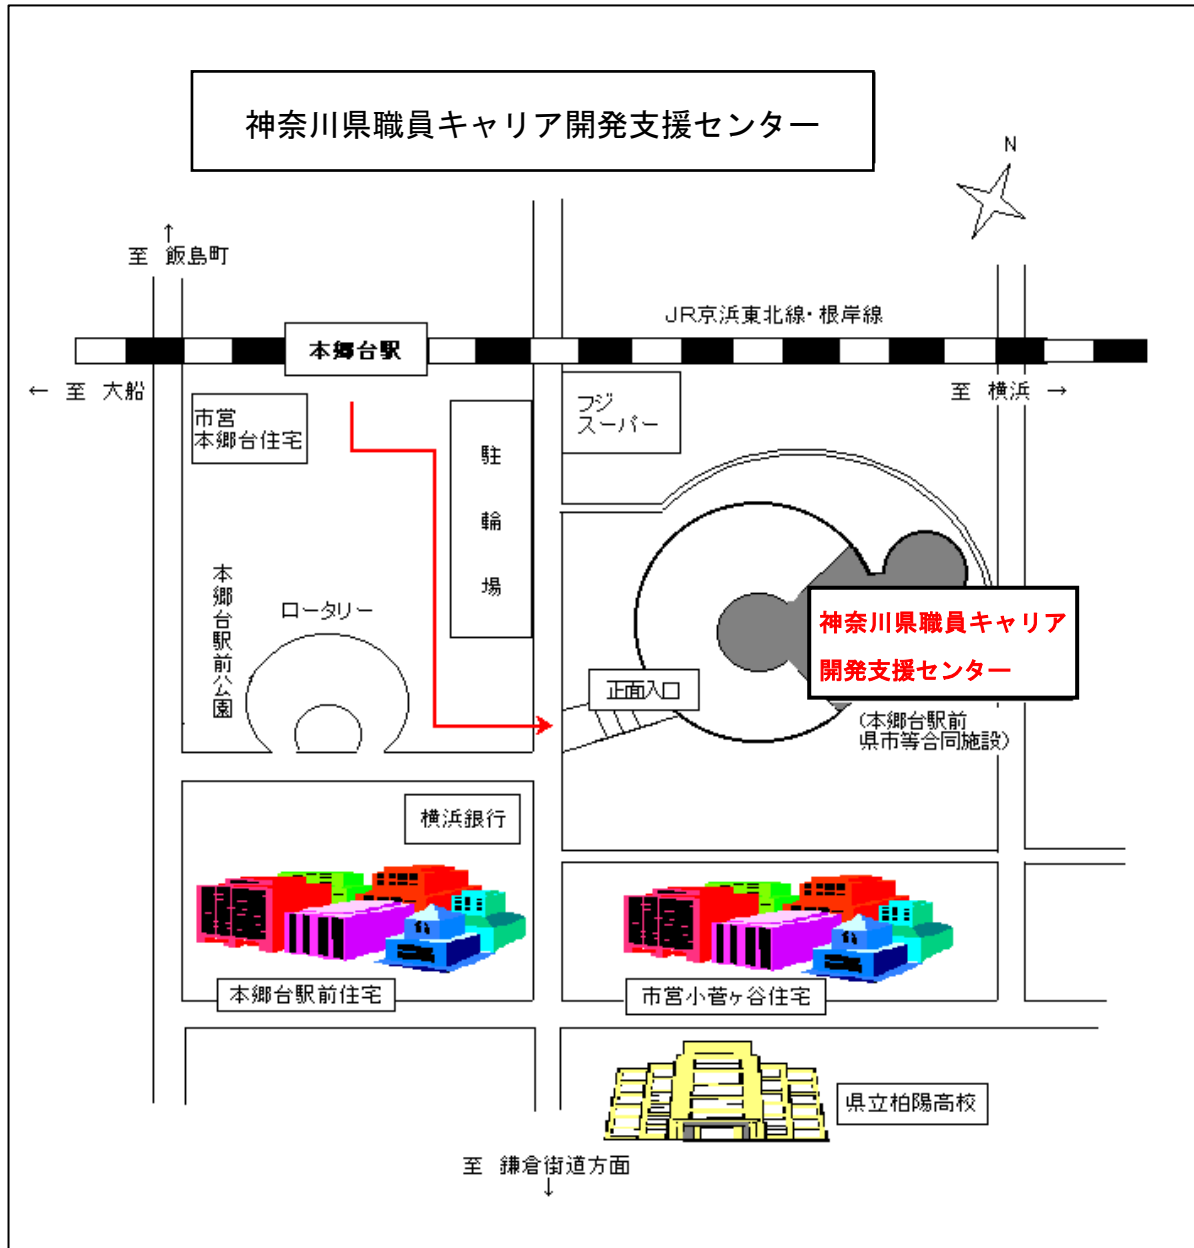 神奈川県職員キャリア開発支援センター
N
↑
至 飯島町
JR京浜東北線・根岸線
本郷台駅
← 至 大船
至 横浜 →
市営
本郷台住宅
フジ
スーパー
駐輪場
本郷台駅前公園
ロータリー
神奈川県職員キャリア
開発支援センター
正面入口
(本郷台駅前
県市等合同施設)
横浜銀行
本郷台駅前住宅
市営小菅ヶ谷住宅
県立柏陽高校
至 鎌倉街道方面
↓